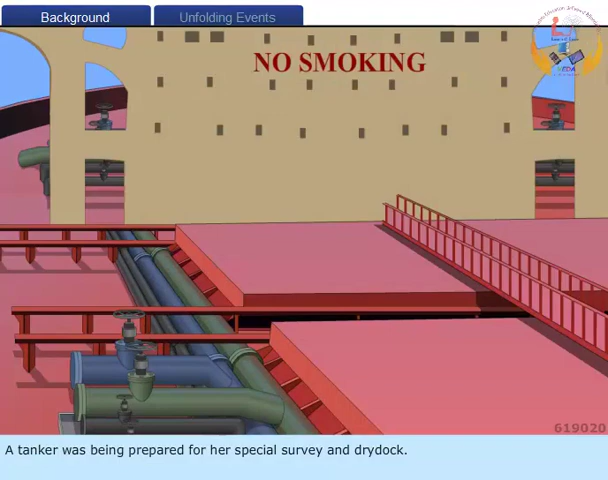 Background
Unfolding Events
NO SMOKING
619020
A tanker was being prepared for her special survey and drydock.